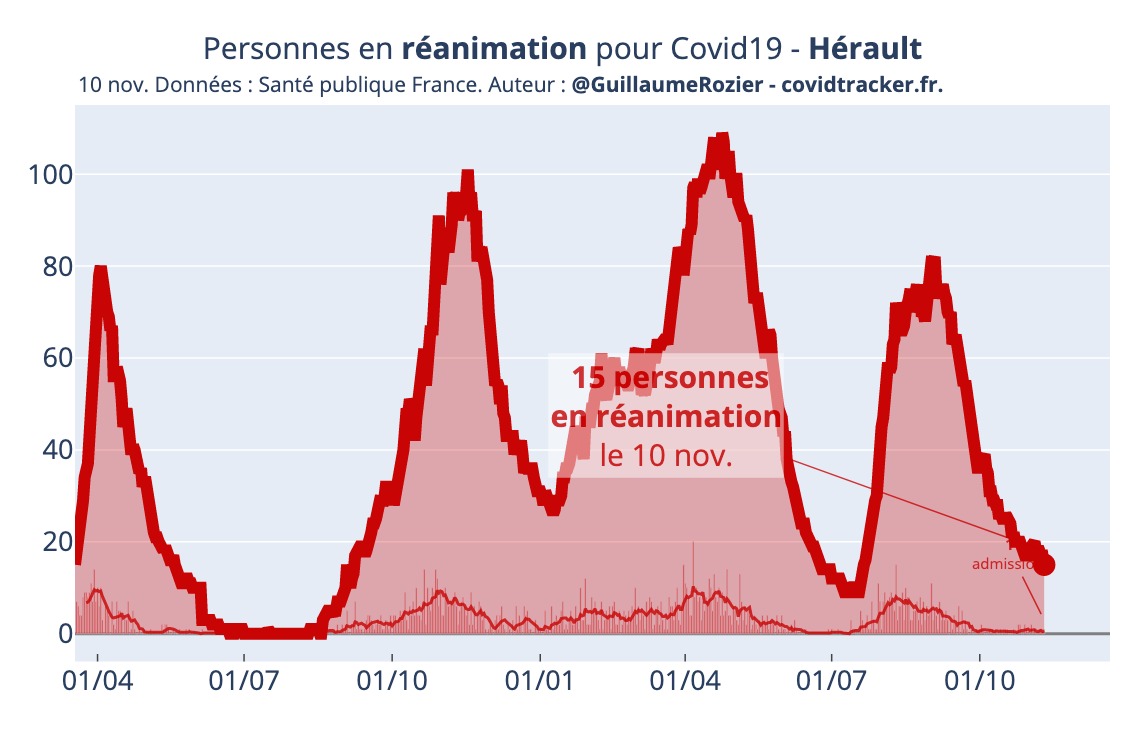 Personnes en réanimation pour Covid19 - Hérault
10 nov. Données : Santé publique France. Auteur : @GuillaumeRozier - covidtracker.fr.
100
80
60
40
20
0
15 personnes
en réanimation
le 10 nov.
01/04
01/07
01/10
01/01
01/04
01/07
01/10